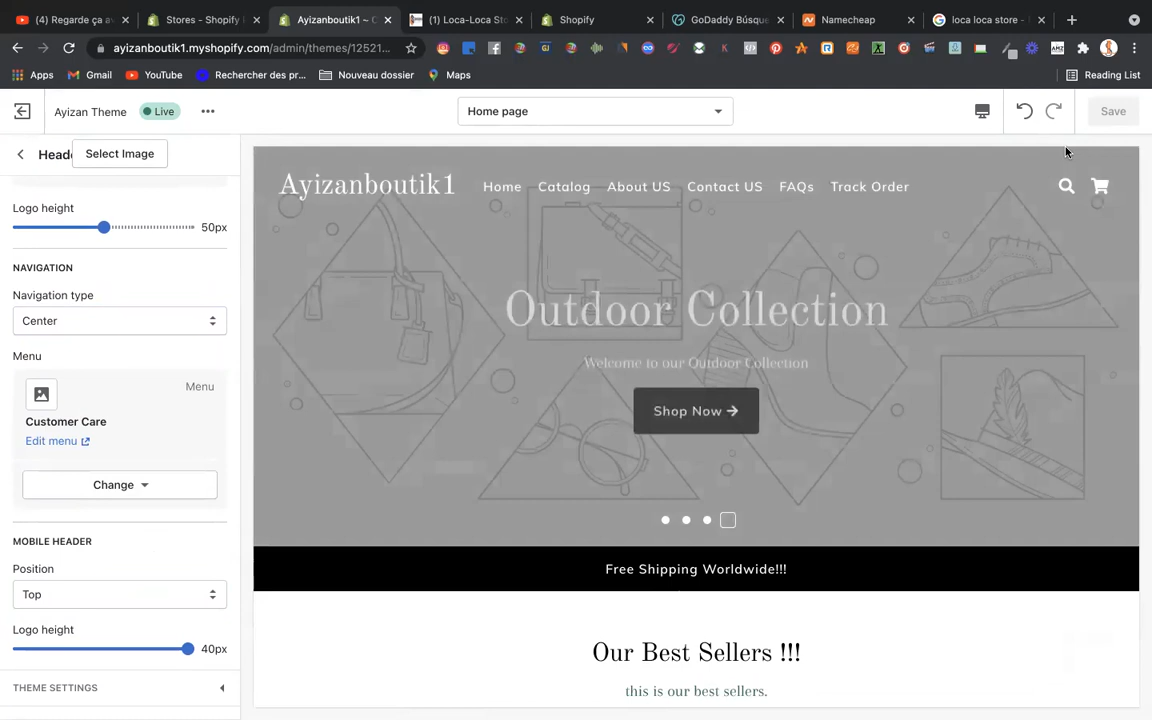 Regarde ça av
Stores - Shopify
Ayizanboutik1 ~ C
(1) Loca-Loca Sto
Shopify
GoDaddy Búsque
Namecheap
loca loca store -
ayizanboutik1.myshopify.com/admin/themes/12521
Apps
Gmail
YouTube
Rechercher des pr...
Nouveau dossier
Maps
Reading List
Ayizan Theme
Live
Home page
Save
Head
Select Image
Logo height
50px
NAVIGATION
Navigation type
Center
Menu
Menu
Customer Care
Edit menu
Change
MOBILE HEADER
Position
Top
Logo height
40px
THEME SETTINGS
Ayizanboutik1
Home
Catalog
About US
Contact US
FAQs
Track Order
Outdoor Collection
Welcome to our Outdoor Collection
Shop Now
Free Shipping Worldwide!!!
Our Best Sellers !!!
this is our best sellers.